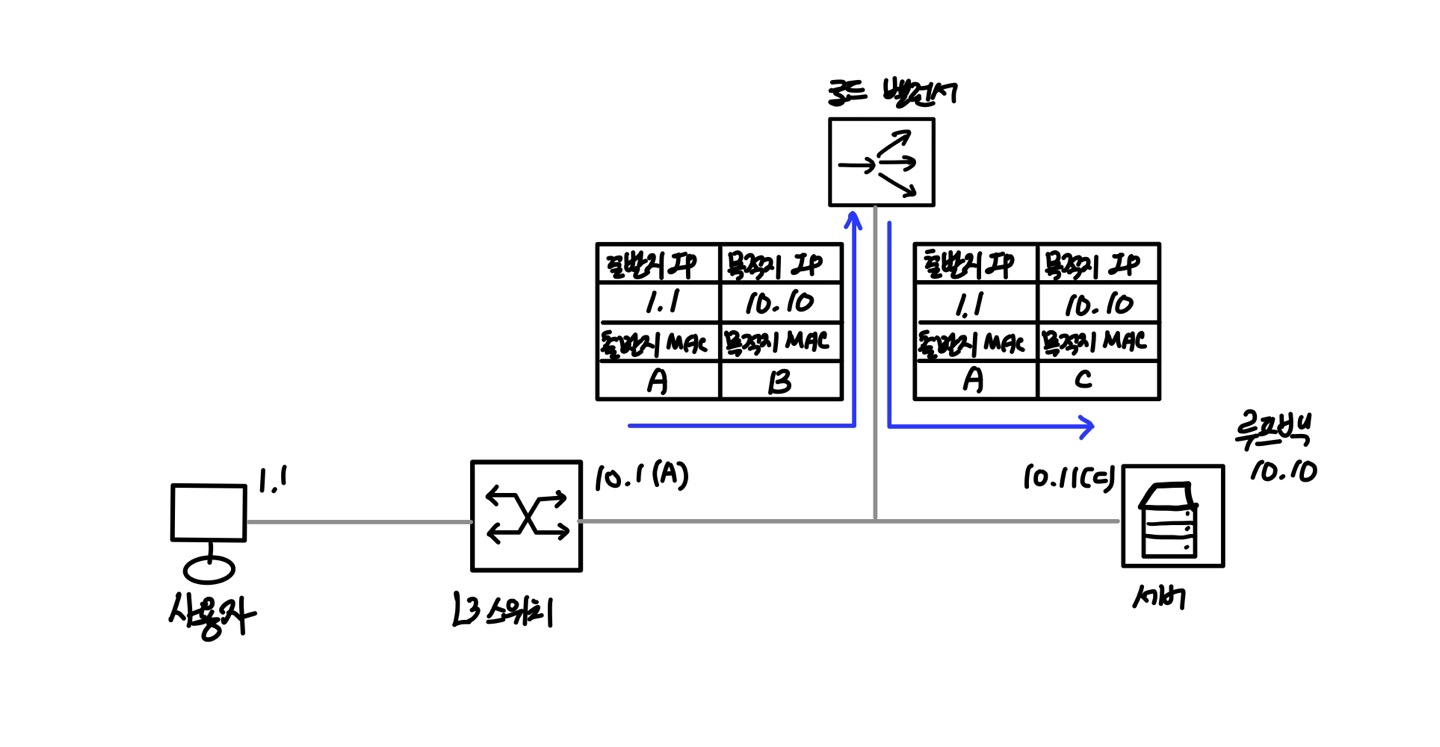 로드 밸런서
출발지 IP 목적지 IP
1.1 10.10
출발지 MAC 목적지 MAC
A B
출발지 IP 목적지 IP
1.1 10.10
출발지 MAC 목적지 MAC
A C
루프백
10.10
1.1
10.1(A)
10.11(C)
사용자
L3 스위치
서버